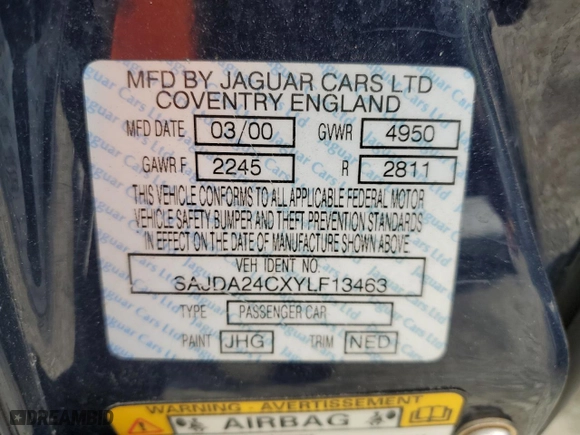 MFD BY JAGUAR CARS LTD
COVENTRY ENGLAND
MFD DATE 03/00 GVWR 4950
GAWR F 2245 R 2811
THIS VEHICLE CONFORMS TO ALL APPLICABLE FEDERAL MOTOR
VEHICLE SAFETY BUMPER AND THEFT PREVENTION STANDARDS
IN EFFECT ON THE DATE OF MANUFACTURE SHOWN ABOVE.
VEH IDENT NO.
SAJDA24CXYLF13463
TYPE PASSENGER CAR
PAINT JHG TRIM NED
WARNING - AVERTISSEMENT
AIRBAG
DREAMBID